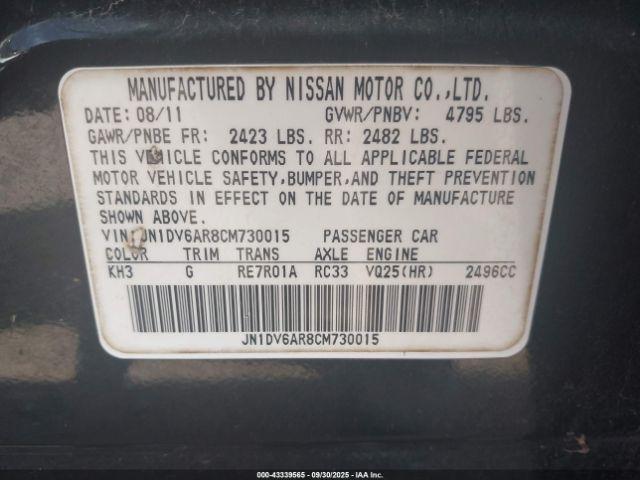 MANUFACTURED BY NISSAN MOTOR CO.,LTD.
DATE: 08/11 GVWR/PNBV: 4795 LBS.
GAWR/PNBE FR: 2423 LBS. RR: 2482 LBS.
THIS VEHICLE CONFORMS TO ALL APPLICABLE FEDERAL
MOTOR VEHICLE SAFETY,BUMPER,AND THEFT PREVENTION
STANDARDS IN EFFECT ON THE DATE OF MANUFACTURE
SHOWN ABOVE.
VIN: JN1DV6AR8CM730015 PASSENGER CAR
COLOR TRIM TRANS AXLE ENGINE
KH3 G RE7R01A RC33 VQ25(HR) 2496CC
JN1DV6AR8CM730015
000-43339565 - 09/30/2025 - IAA Inc.